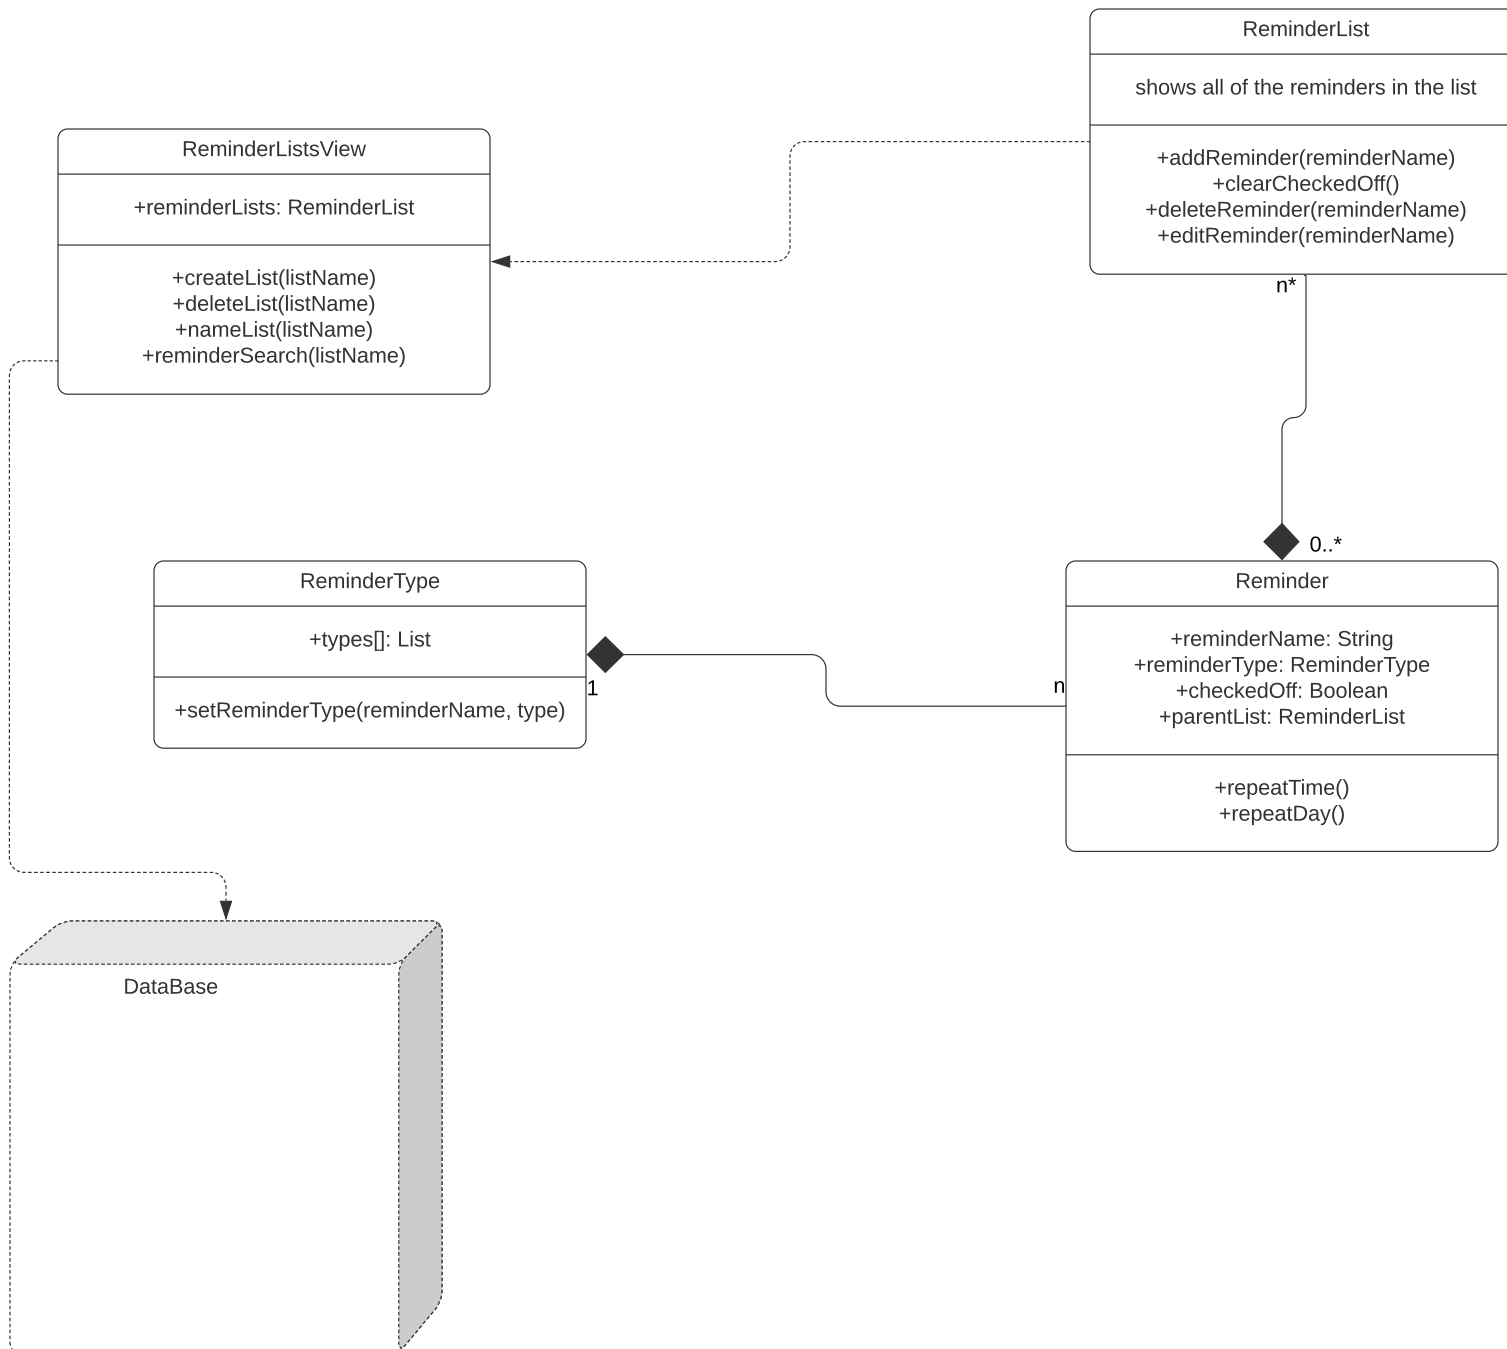 ReminderList
shows all of the reminders in the list
+addReminder(reminderName)
+clearCheckedOff()
+deleteReminder(reminderName)
+editReminder(reminderName)
n*
ReminderListsView
+reminderLists: ReminderList
+createList(listName)
+deleteList(listName)
+nameList(listName)
+reminderSearch(listName)
0..*
ReminderType
+types[]: List
+setReminderType(reminderName, type)
1
n
Reminder
+reminderName: String
+reminderType: ReminderType
+checkedOff: Boolean
+parentList: ReminderList
+repeatTime()
+repeatDay()
DataBase